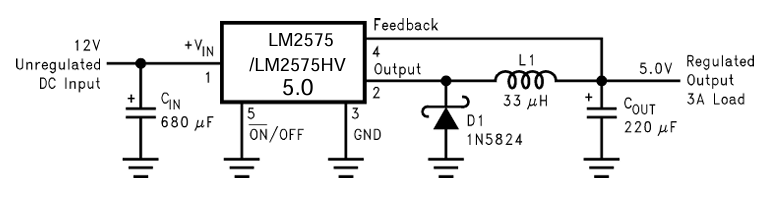 12V
Unregulated
DC Input
+VIN
1
+
CIN
680 µF
LM2575
/LM2575HV
5.0
5
ON/OFF
3
GND
Feedback
4
Output
2
D1
1N5824
L1
33 µH
5.0V
+
COUT
220 µF
Regulated
Output
3A Load